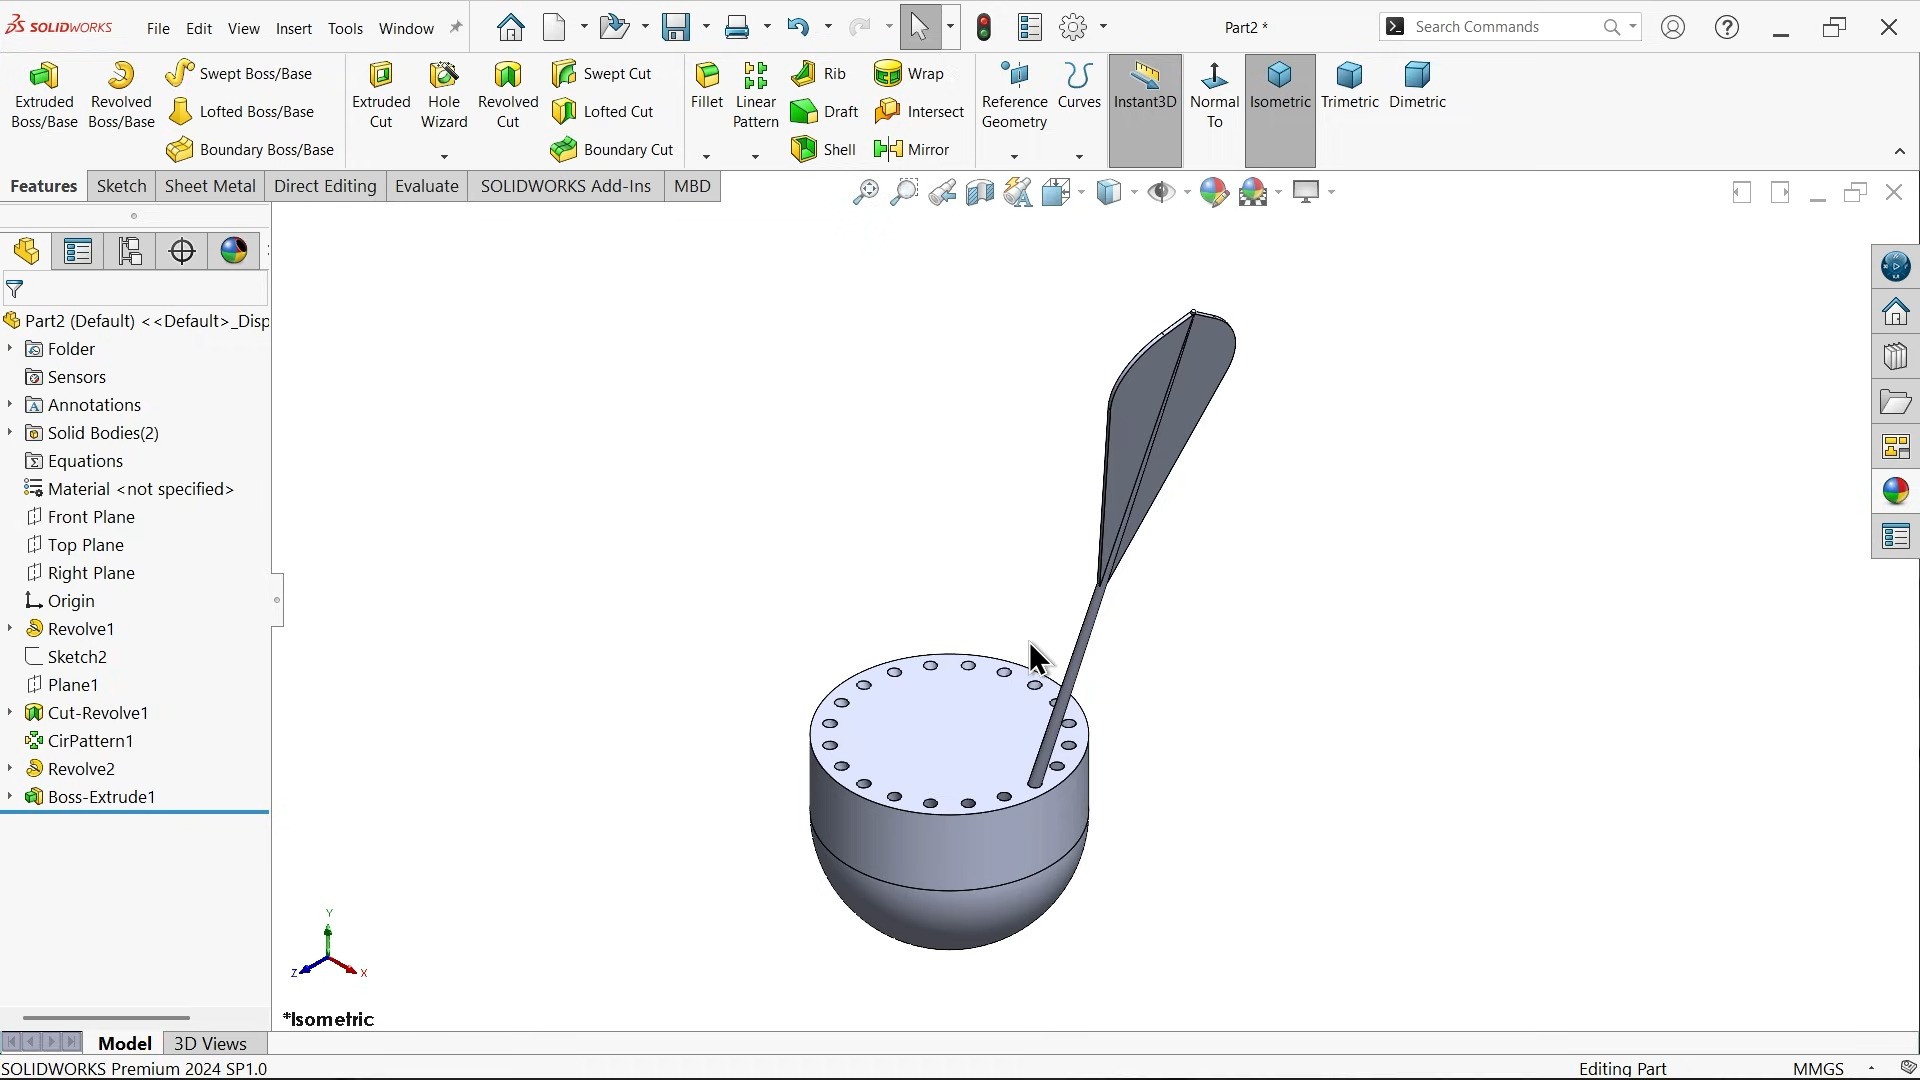 SOLIDWORKS
File Edit View Insert Tools Window
Part2 *
Search Commands
Extruded Boss/Base
Revolved Boss/Base
Swept Boss/Base
Lofted Boss/Base
Boundary Boss/Base
Extruded Cut
Hole Wizard
Revolved Cut
Swept Cut
Lofted Cut
Boundary Cut
Fillet
Linear Pattern
Rib
Draft
Shell
Wrap
Intersect
Mirror
Reference Geometry
Curves
Instant3D
Normal To
Isometric
Trimetric
Dimetric
Features Sketch Sheet Metal Direct Editing Evaluate SOLIDWORKS Add-Ins MBD
Part2 (Default) <<Default>_Disp
Folder
Sensors
Annotations
Solid Bodies(2)
Equations
Material <not specified>
Front Plane
Top Plane
Right Plane
Origin
Revolve1
Sketch2
Plane1
Cut-Revolve1
CirPattern1
Revolve2
Boss-Extrude1
Y
Z
X
*Isometric
Model 3D Views
SOLIDWORKS Premium 2024 SP1.0
Editing Part
MMGS